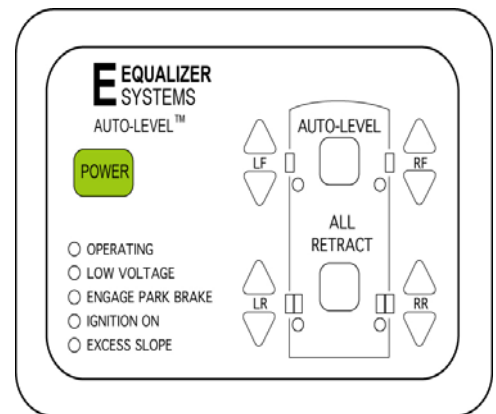 E EQUALIZER
SYSTEMS
AUTO-LEVEL™
POWER
OPERATING
LOW VOLTAGE
ENGAGE PARK BRAKE
IGNITION ON
EXCESS SLOPE
LF
AUTO-LEVEL
RF
ALL
RETRACT
LR
RR